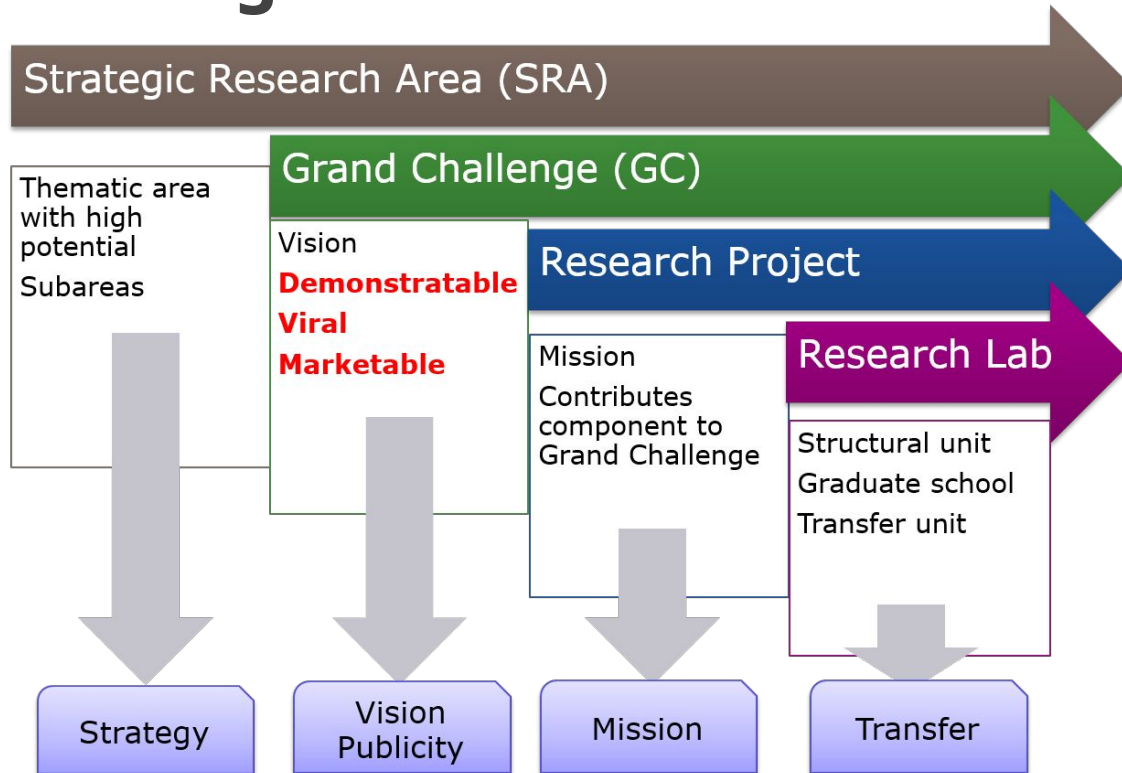 Strategic Research Area (SRA)
Grand Challenge (GC)
Thematic area
with high
potential
Subareas
Vision
Demonstratable
Viral
Marketable
Research Project
Mission
Contributes
component to
Grand Challenge
Research Lab
Structural unit
Graduate school
Transfer unit
Strategy
Vision
Publicity
Mission
Transfer